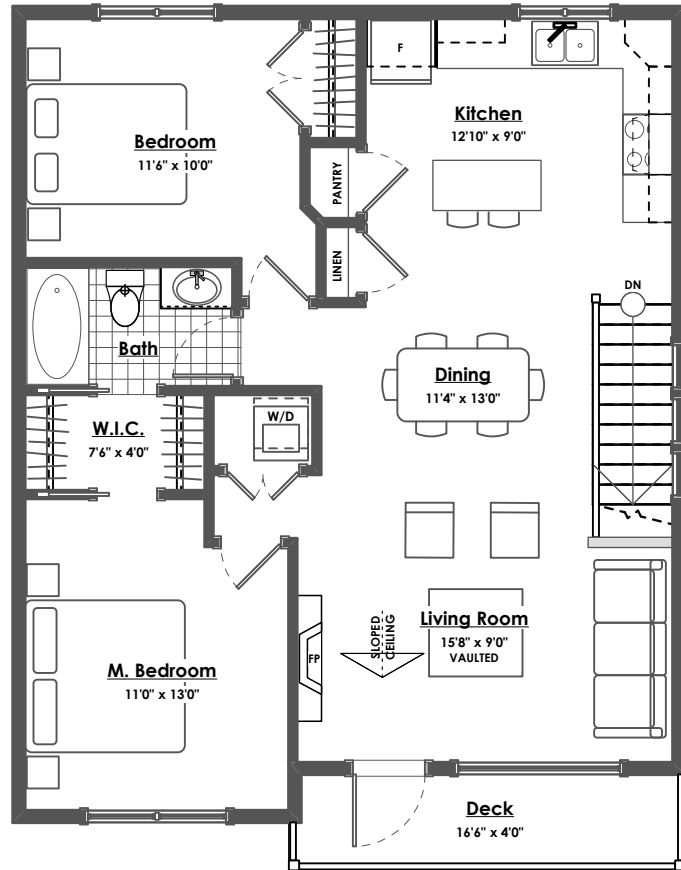 F
Kitchen
12'10" x 9'0"
Bedroom
11'6" x 10'0"
PANTRY
LINEN
DN
Bath
Dining
11'4" x 13'0"
W/D
W.I.C.
7'6" x 4'0"
Living Room
15'8" x 9'0"
VAULTED
SLOPED
CEILING
FP
M. Bedroom
11'0" x 13'0"
Deck
16'6" x 4'0"